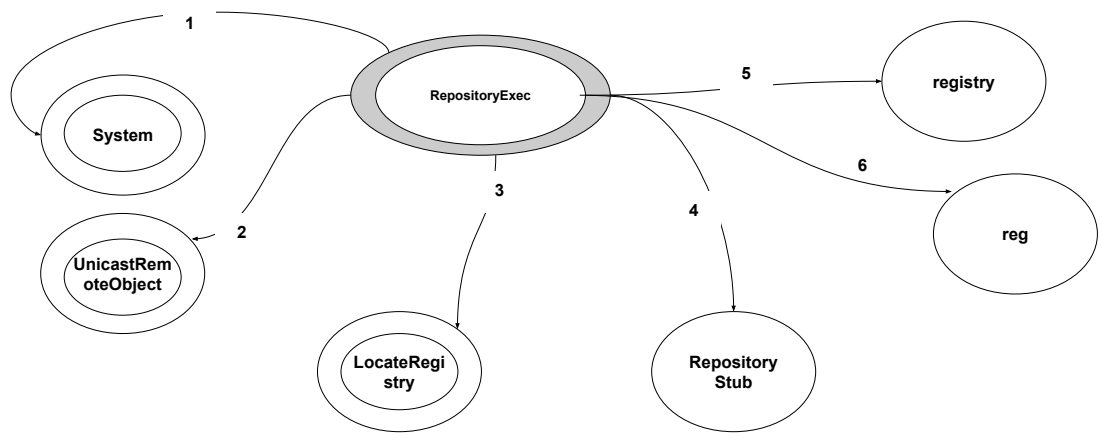 1
RepositoryExec
5
registry
System
3
6
2
4
UnicastRem
oteObject
reg
LocateRegi
stry
Repository
Stub